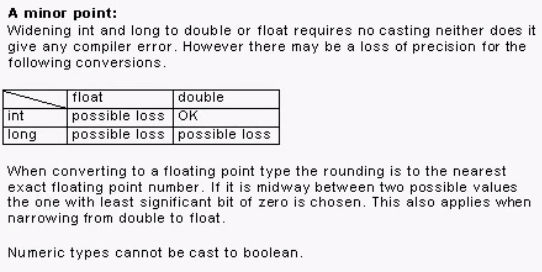 A minor point:
Widening int and long to double or float requires no casting neither does it
give any compiler error. However there may be a loss of precision for the
following conversions.
float double
int possible loss OK
long possible loss possible loss
When converting to a floating point type the rounding is to the nearest
exact floating point number. If it is midway between two possible values
the one with least significant bit of zero is chosen. This also applies when
narrowing from double to float.
Numeric types cannot be cast to boolean.